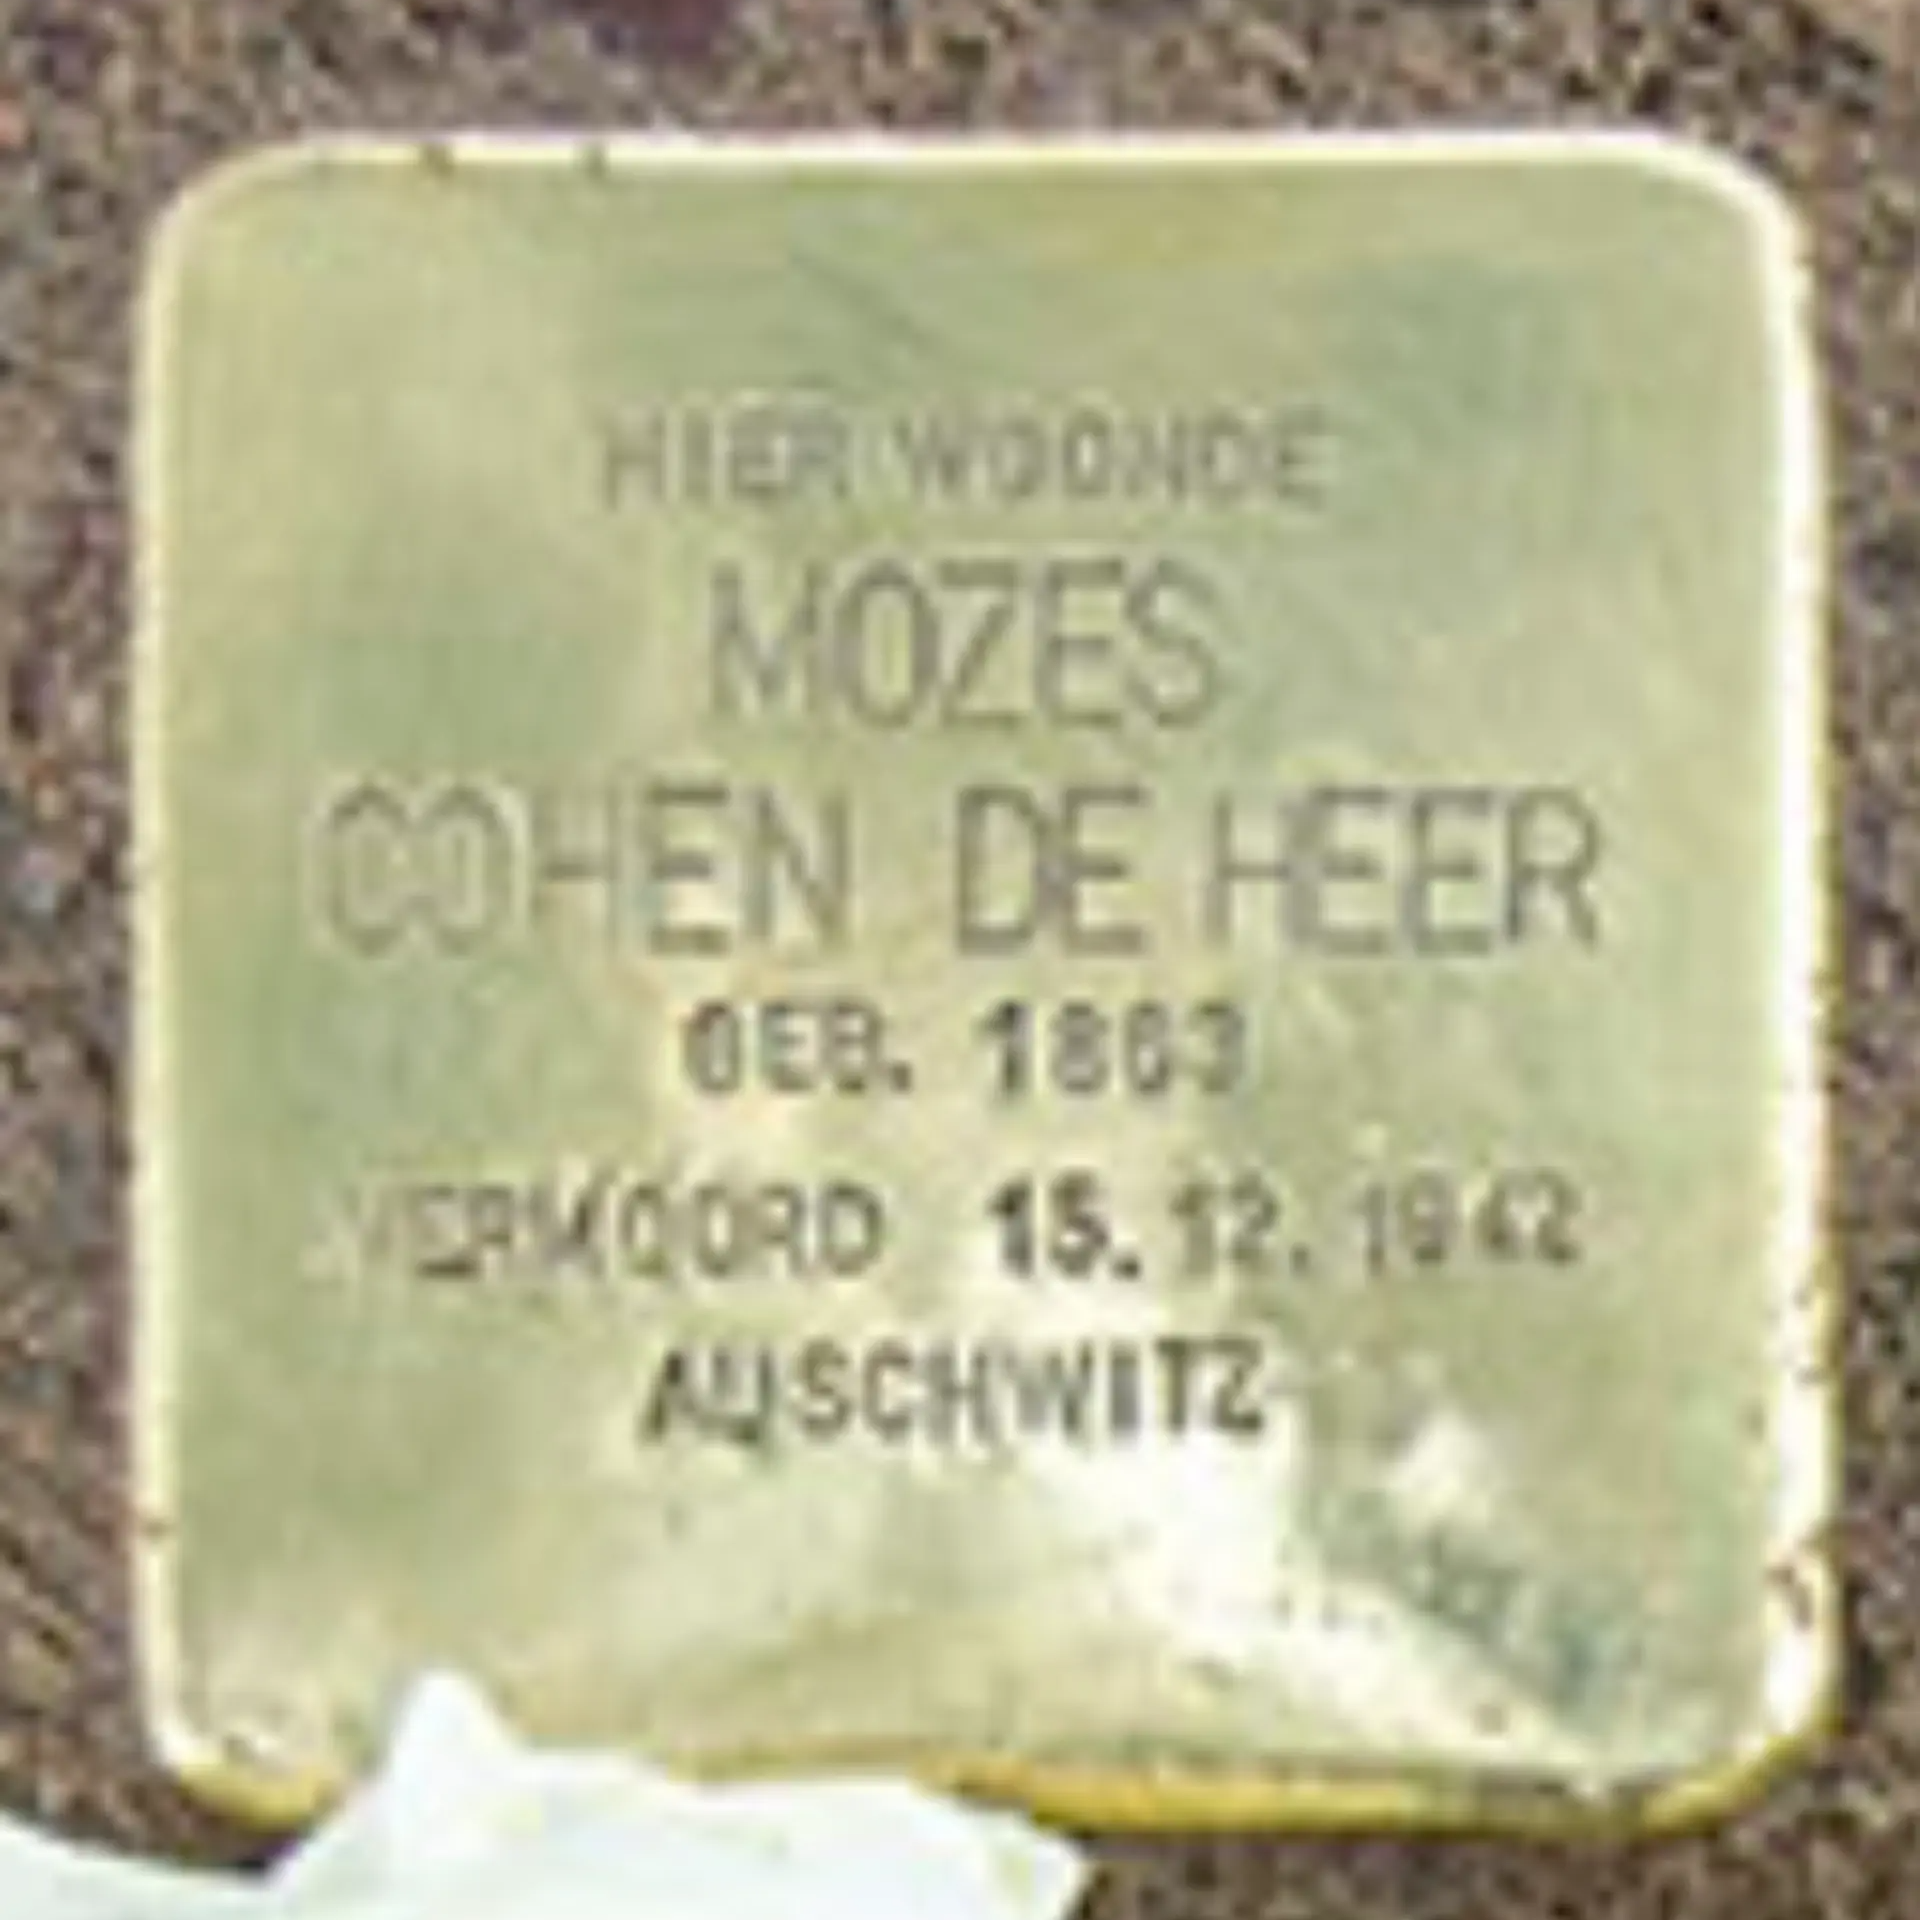 HIER WOONDE
MOZES
COHEN DE HEER
GEB. 1863
VERMOORD 15.12.1942
AUSCHWITZ